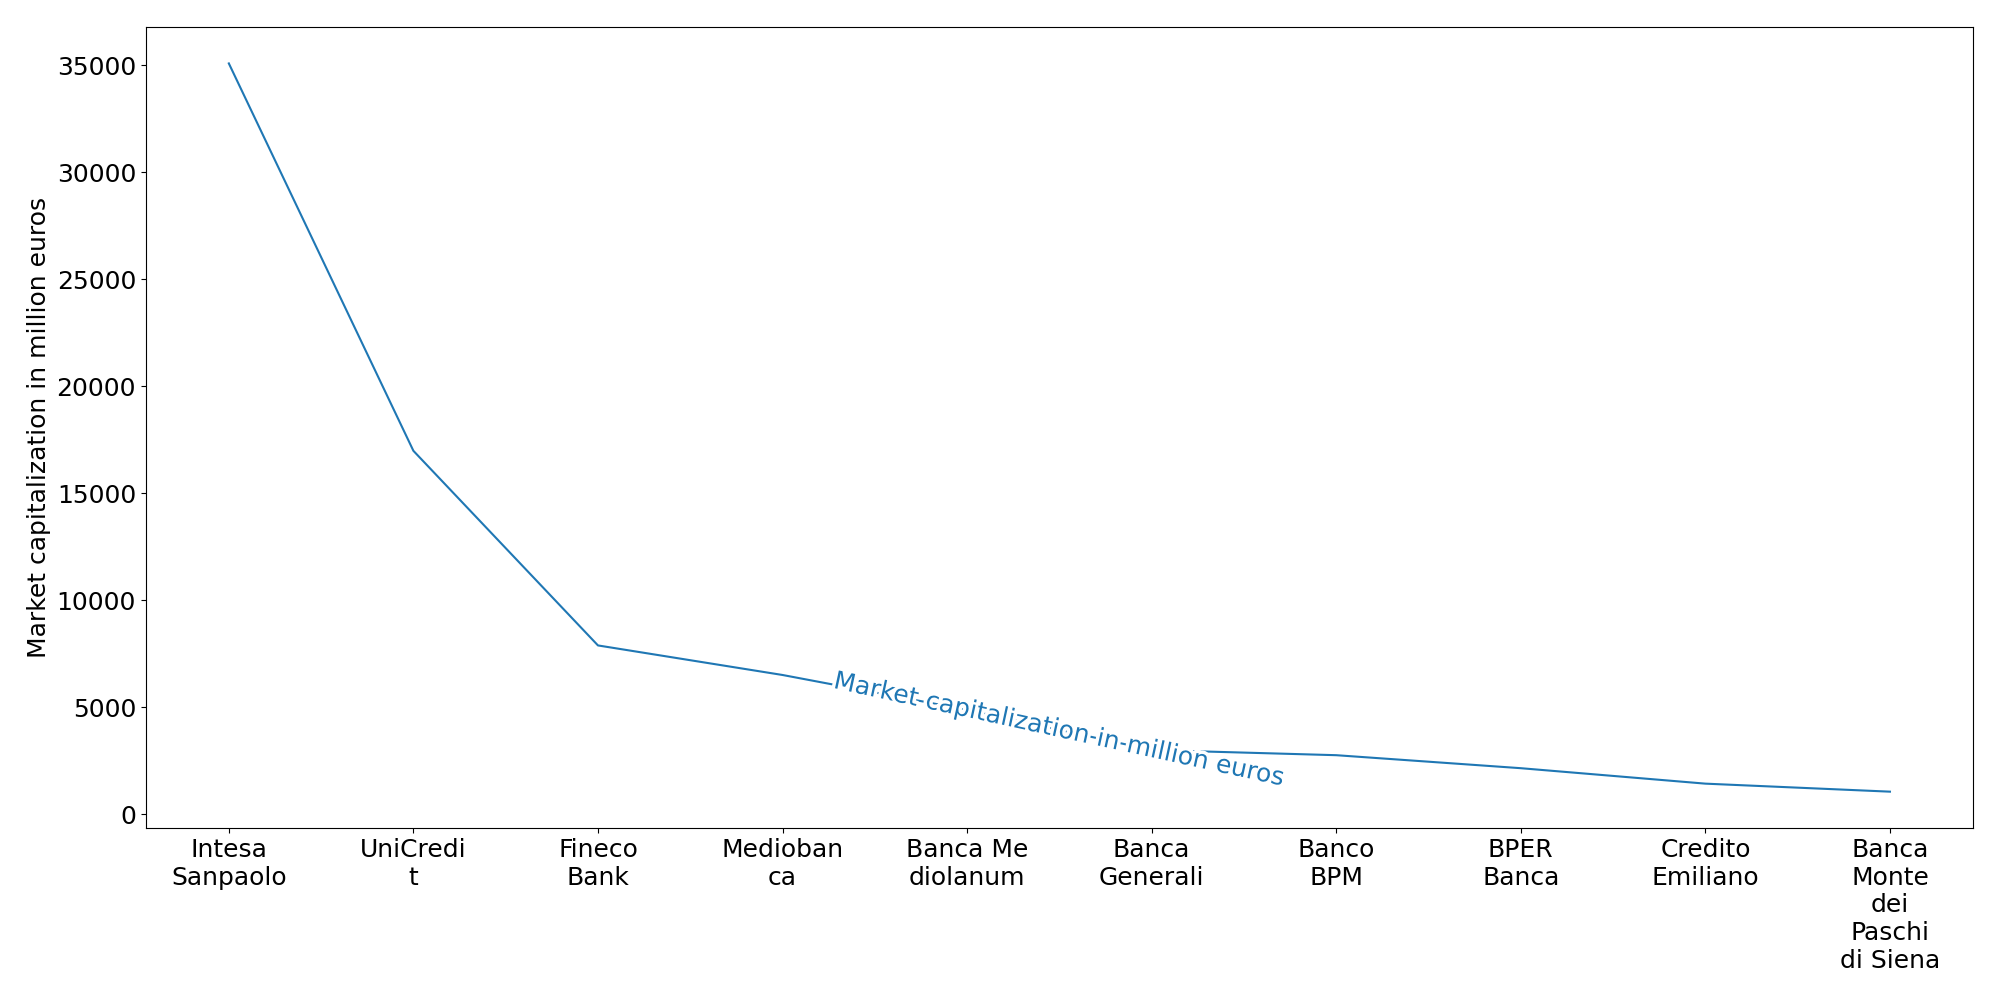 Market capitalization in million euros
35000
30000
25000
20000
15000
10000
5000
0
Market-capitalization-in-million euros
Intesa
Sanpaolo
UniCredi
t
Fineco
Bank
Medioban
ca
Banca Me
diolanum
Banca
Generali
Banco
BPM
BPER
Banca
Credito
Emiliano
Banca
Monte
dei
Paschi
di Siena